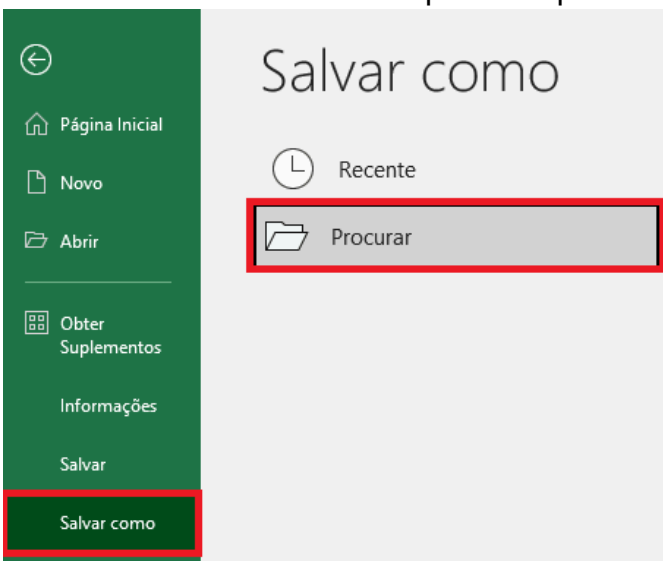 Salvar como
Página Inicial
Recente
Novo
Procurar
Abrir
Obter
Suplementos
Informações
Salvar
Salvar como